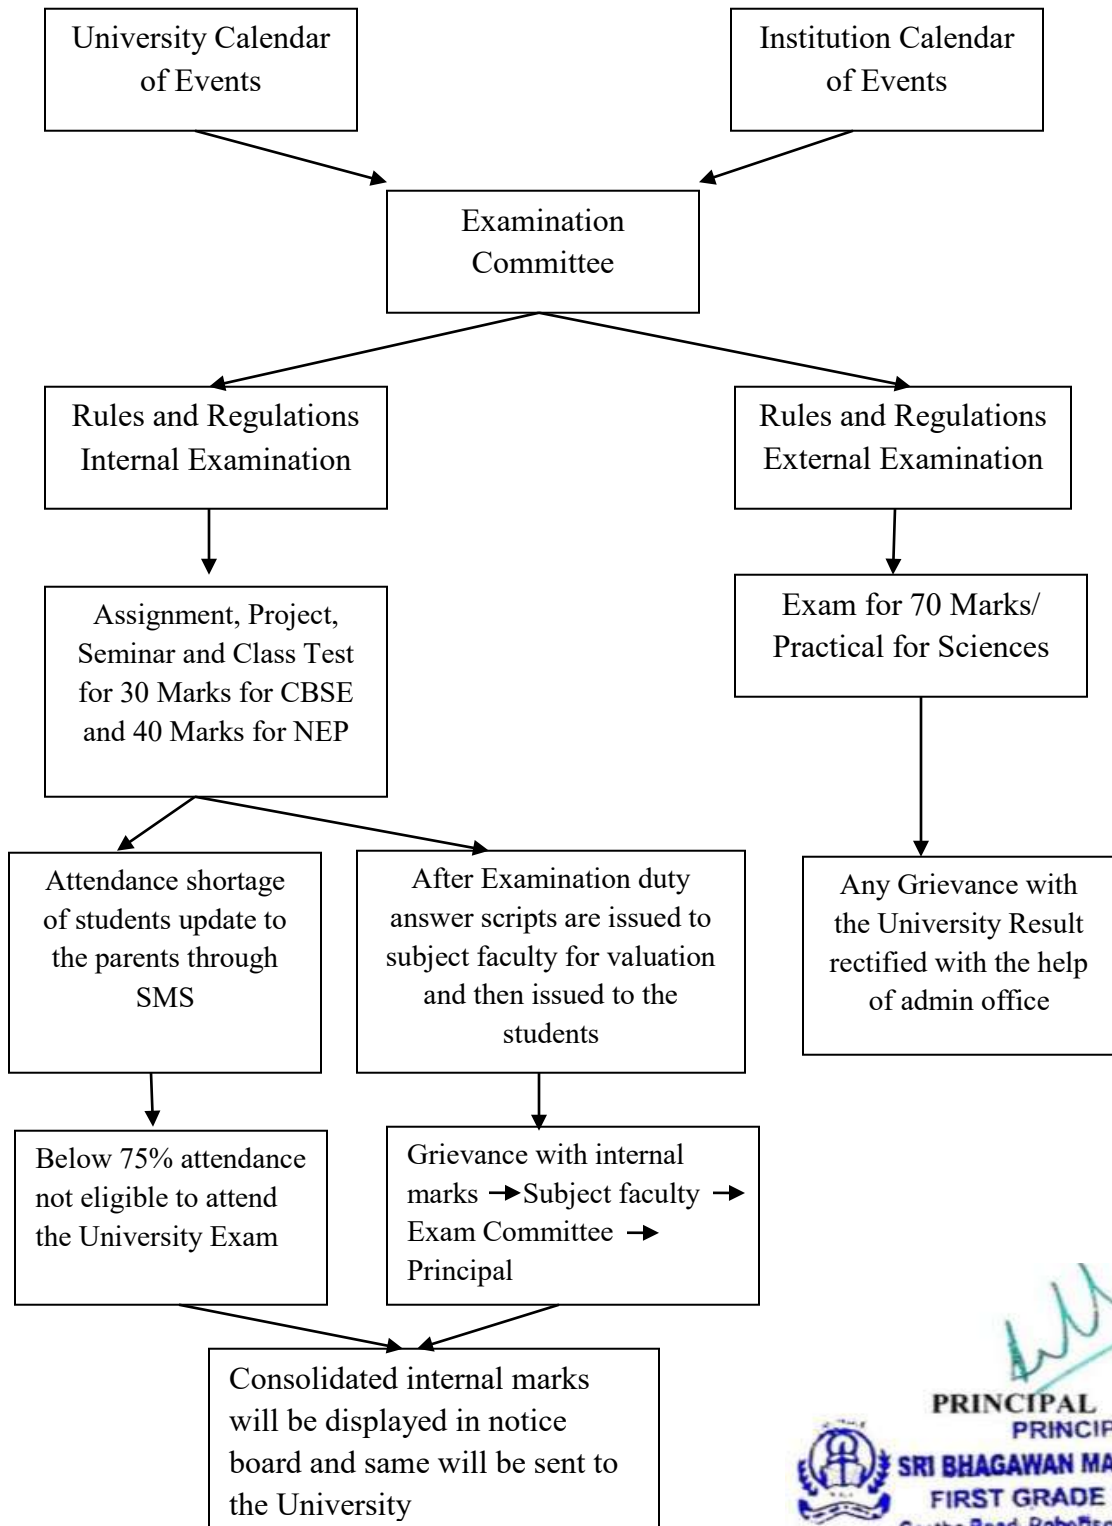 University Calendar
of Events
Institution Calendar
of Events
Examination
Committee
Rules and Regulations
Internal Examination
Rules and Regulations
External Examination
Assignment, Project,
Seminar and Class Test
for 30 Marks for CBSE
and 40 Marks for NEP
Exam for 70 Marks/
Practical for Sciences
Attendance shortage
of students update to
the parents through
SMS
After Examination duty
answer scripts are issued to
subject faculty for valuation
and then issued to the
students
Any Grievance with
the University Result
rectified with the help
of admin office
Below 75% attendance
not eligible to attend
the University Exam
Grievance with internal
marks → Subject faculty →
Exam Committee →
Principal
Consolidated internal marks
will be displayed in notice
board and same will be sent to
the University
PRINCIPAL
PRINCIP
SRI BHAGAWAN MA
FIRST GRADE